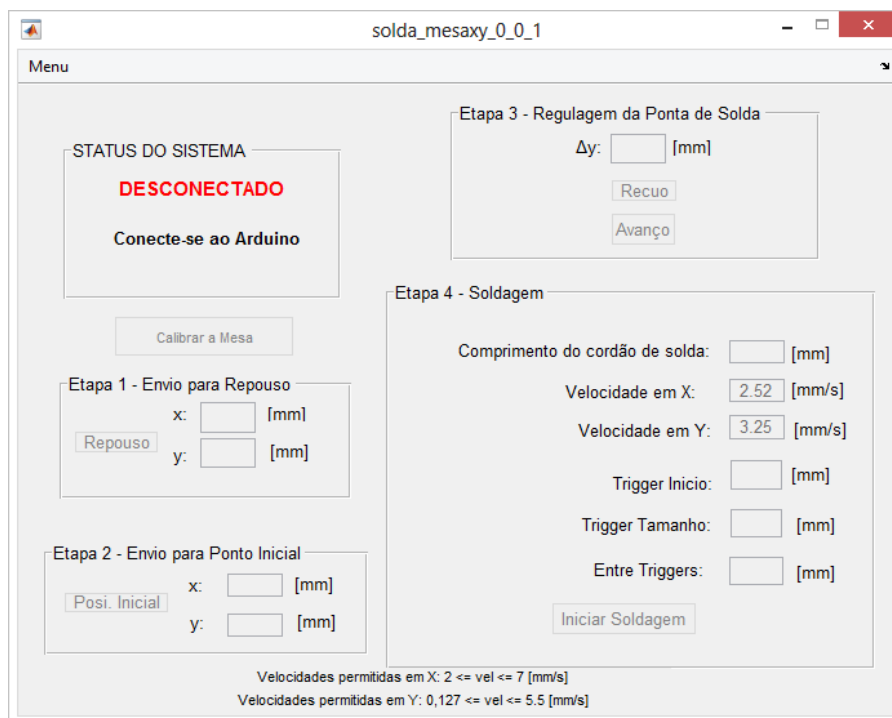 solda_mesaxy_0_0_1
Menu
STATUS DO SISTEMA
DESCONECTADO
Conecte-se ao Arduino
Calibrar a Mesa
Etapa 1 - Envio para Repouso
x: [mm]
Repouso
y: [mm]
Etapa 2 - Envio para Ponto Inicial
x: [mm]
Posi. Inicial
y: [mm]
Etapa 3 - Regulagem da Ponta de Solda
Δy: [mm]
Recuo
Avanço
Etapa 4 - Soldagem
Comprimento do cordão de solda: [mm]
Velocidade em X: 2.52 [mm/s]
Velocidade em Y: 3.25 [mm/s]
Trigger Inicio: [mm]
Trigger Tamanho: [mm]
Entre Triggers: [mm]
Iniciar Soldagem
Velocidades permitidas em X: 2 <= vel <= 7 [mm/s]
Velocidades permitidas em Y: 0,127 <= vel <= 5.5 [mm/s]